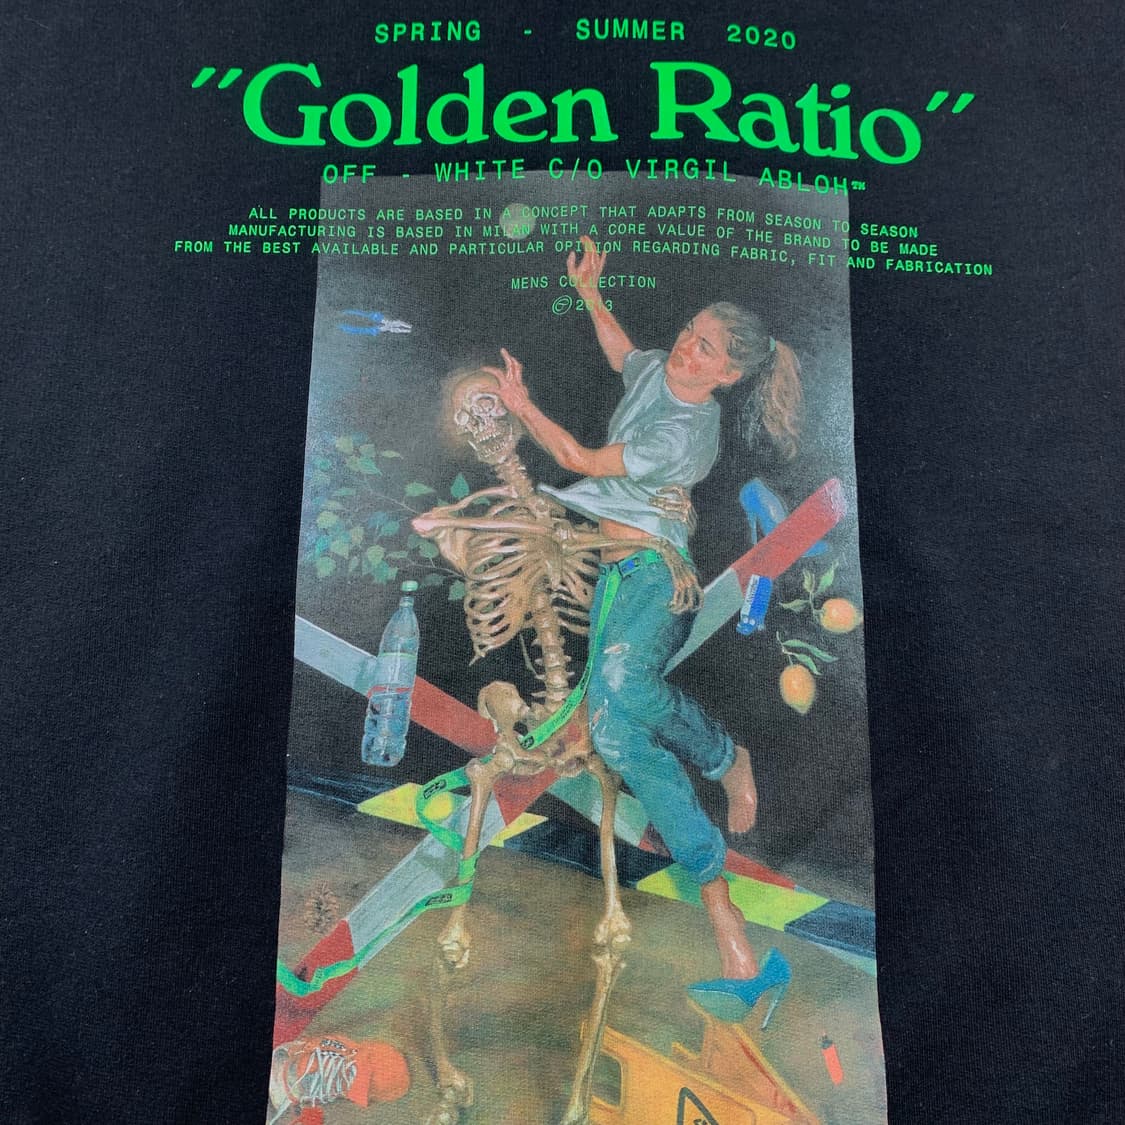 SPRING - SUMMER 2020
"Golden Ratio"
OFF - WHITE C/O VIRGIL ABLOH™
ALL PRODUCTS ARE BASED IN A CONCEPT THAT ADAPTS FROM SEASON TO SEASON
MANUFACTURING IS BASED IN MILAN WITH A CORE VALUE OF THE BRAND TO BE MADE
FROM THE BEST AVAILABLE AND PARTICULAR OPINION REGARDING FABRIC, FIT AND FABRICATION
MENS COLLECTION